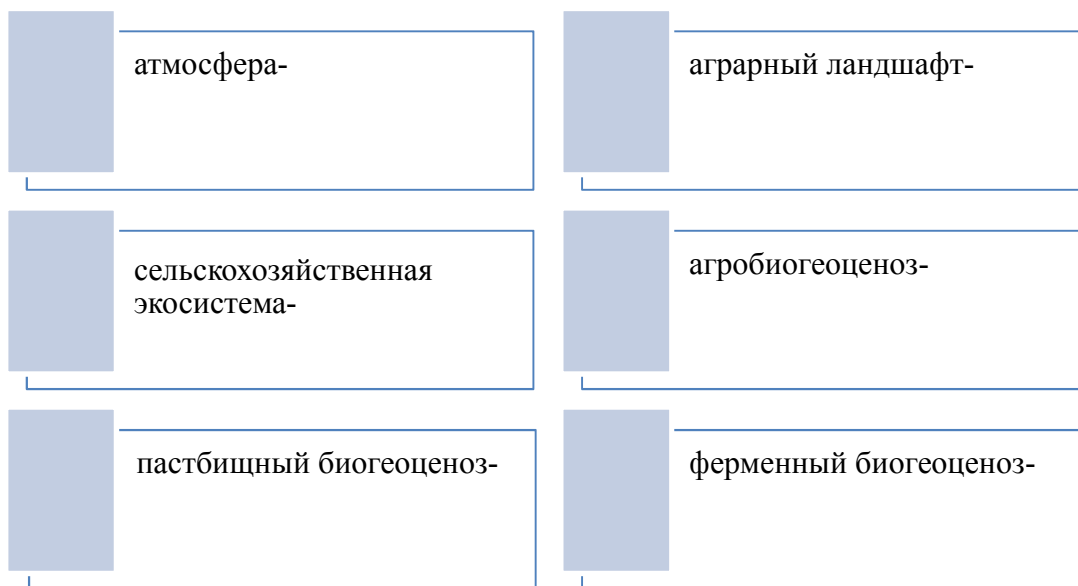 атмосфера-
аграрный ландшафт-
сельскохозяйственная
экосистема-
агробиогеоценоз-
пастбищный биогеоценоз-
ферменный биогеоценоз-